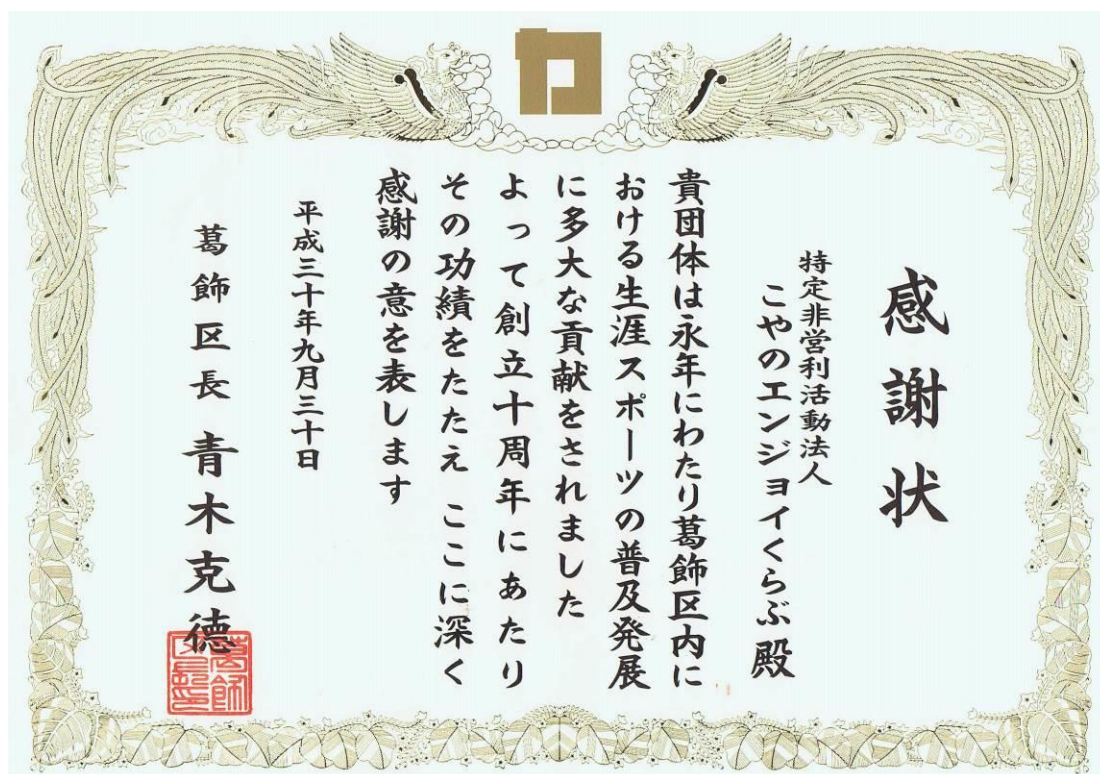 感謝状
特定非営利活動法人
こやのエンジョイくらぶ殿
貴団体は永年にわたり葛飾区内に
おける生涯スポーツの普及発展
に多大な貢献をされました
よって創立十周年にあたり
その功績をたたえ ここに深く
感謝の意を表します
平成三十年九月三十日
葛飾区長 青木克德